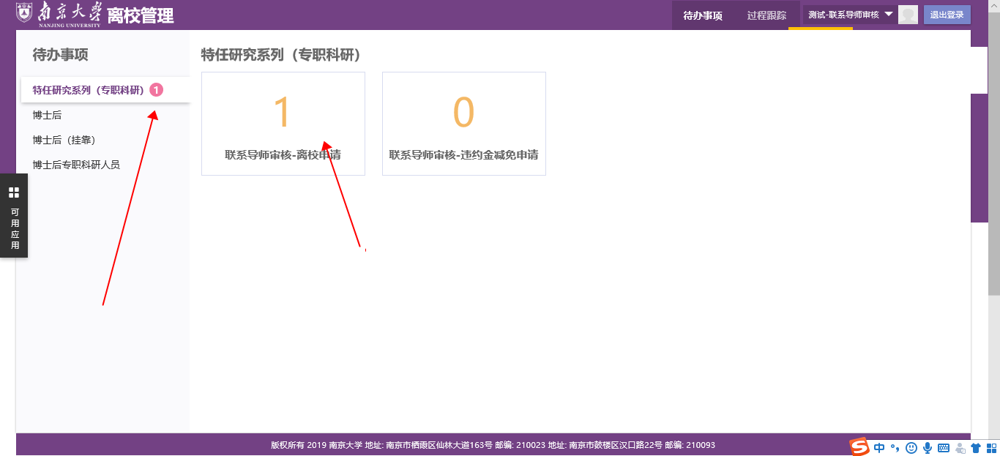 南京大学 离校管理
NANJING UNIVERSITY
待办事项 过程跟踪 测试-联系导师审核 退出登录
待办事项
特任研究系列（专职科研） 1
博士后
博士后（挂靠）
博士后专职科研人员
可用应用
特任研究系列（专职科研）
1
联系导师审核-离校申请
0
联系导师审核-违约金减免申请
版权所有 2019 南京大学 地址: 南京市栖霞区仙林大道163号 邮编: 210023 地址: 南京市鼓楼区汉口路22号 邮编: 210093
S 中